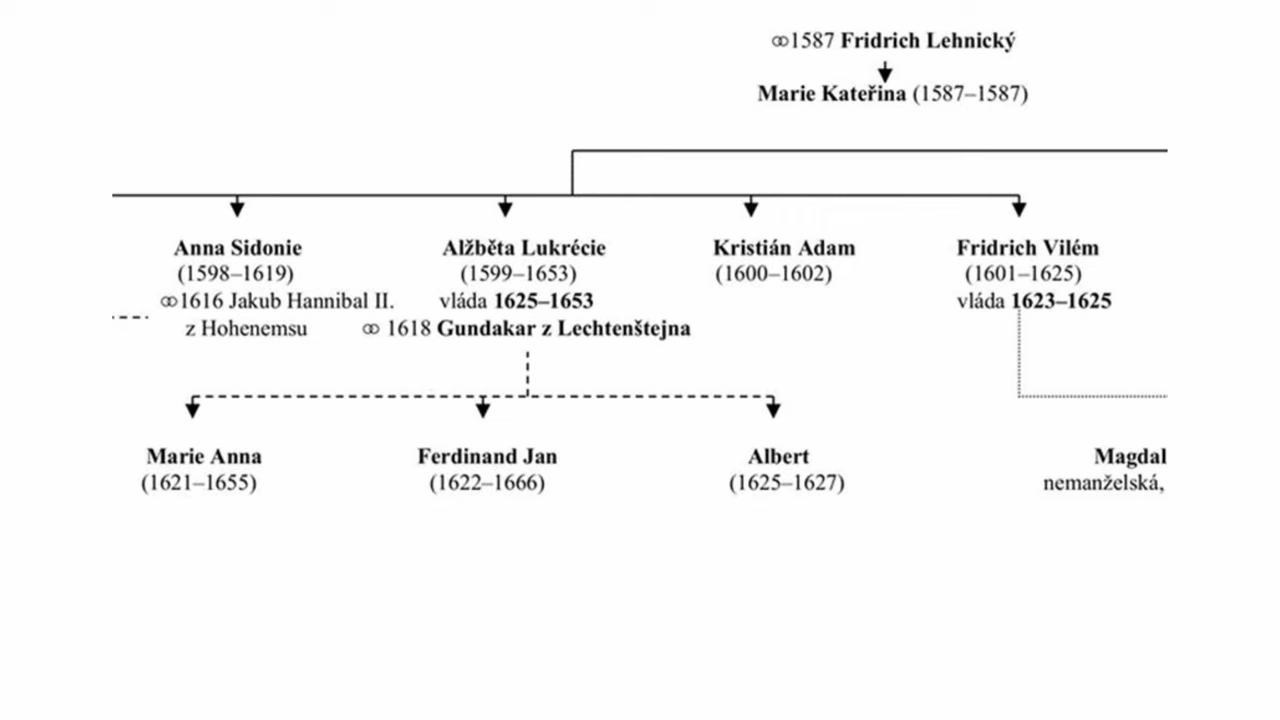 ⚭1587 Fridrich Lehnický
Marie Kateřina (1587–1587)
Anna Sidonie
(1598–1619)
⚭1616 Jakub Hannibal II.
z Hohenemsu
Alžběta Lukrécie
(1599–1653)
vláda 1625–1653
⚭ 1618 Gundakar z Lechtenštejna
Kristián Adam
(1600–1602)
Fridrich Vilém
(1601–1625)
vláda 1623–1625
Marie Anna
(1621–1655)
Ferdinand Jan
(1622–1666)
Albert
(1625–1627)
Magdal
nemanželská,